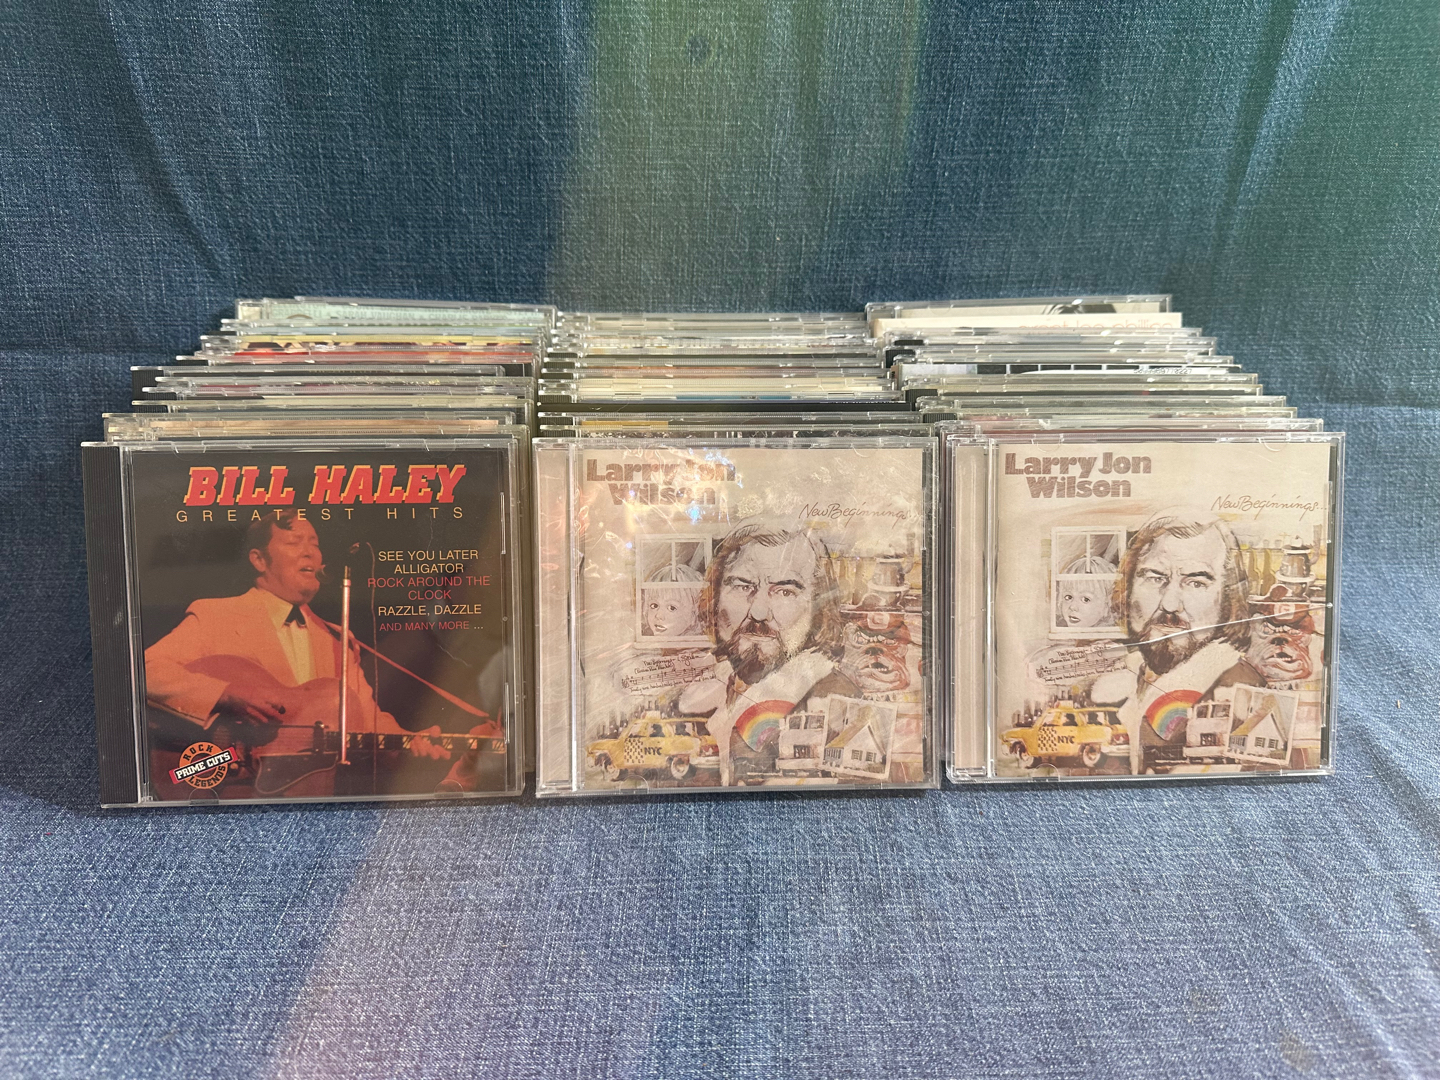 BILL HALEY
GREATEST HITS
SEE YOU LATER
ALLIGATOR
ROCK AROUND THE
CLOCK
RAZZLE, DAZZLE
AND MANY MORE ...
ROCK
PRIME CUTS
LEGENDS
Larry Jon
Wilson
New Beginnings
NYC
Larry Jon
Wilson
New Beginnings
NYC